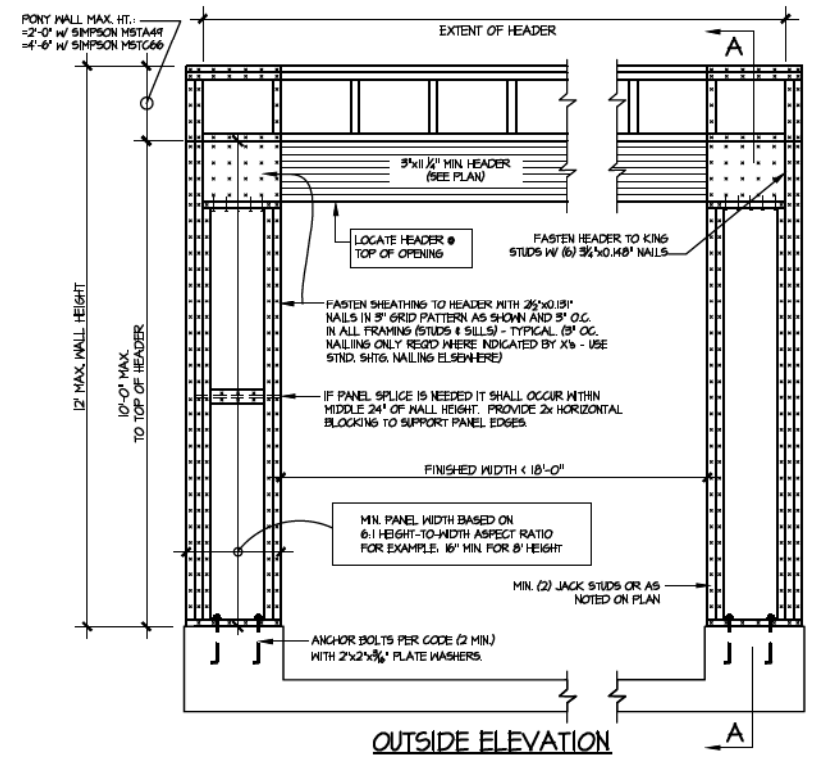 PONY WALL MAX. HT.:
=2'-0" W/ SIMPSON MSTA49
=4'-6" W/ SIMPSON MSTC66
EXTENT OF HEADER
A
3"x11 1/4" MIN. HEADER
(SEE PLAN)
LOCATE HEADER @
TOP OF OPENING
FASTEN HEADER TO KING
STUDS W/ (6) 3 1/4"x0.148" NAILS
FASTEN SHEATHING TO HEADER WITH 2 1/2"x0.131"
NAILS IN 3" GRID PATTERN AS SHOWN AND 3" O.C.
IN ALL FRAMING (STUDS & SILLS) - TYPICAL. (3" OC.
NAILING ONLY REQ'D WHERE INDICATED BY X's - USE
STND. SHTG. NAILING ELSEWHERE)
12' MAX. WALL HEIGHT
10'-0" MAX.
TO TOP OF HEADER
IF PANEL SPLICE IS NEEDED IT SHALL OCCUR WITHIN
MIDDLE 24" OF WALL HEIGHT. PROVIDE 2x HORIZONTAL
BLOCKING TO SUPPORT PANEL EDGES.
FINISHED WIDTH < 18'-0"
MIN. PANEL WIDTH BASED ON
6:1 HEIGHT-TO-WIDTH ASPECT RATIO
FOR EXAMPLE: 16" MIN. FOR 8' HEIGHT
MIN. (2) JACK STUDS OR AS
NOTED ON PLAN
ANCHOR BOLTS PER CODE (2 MIN.)
WITH 2"x2"x3/16" PLATE WASHERS.
A
OUTSIDE ELEVATION